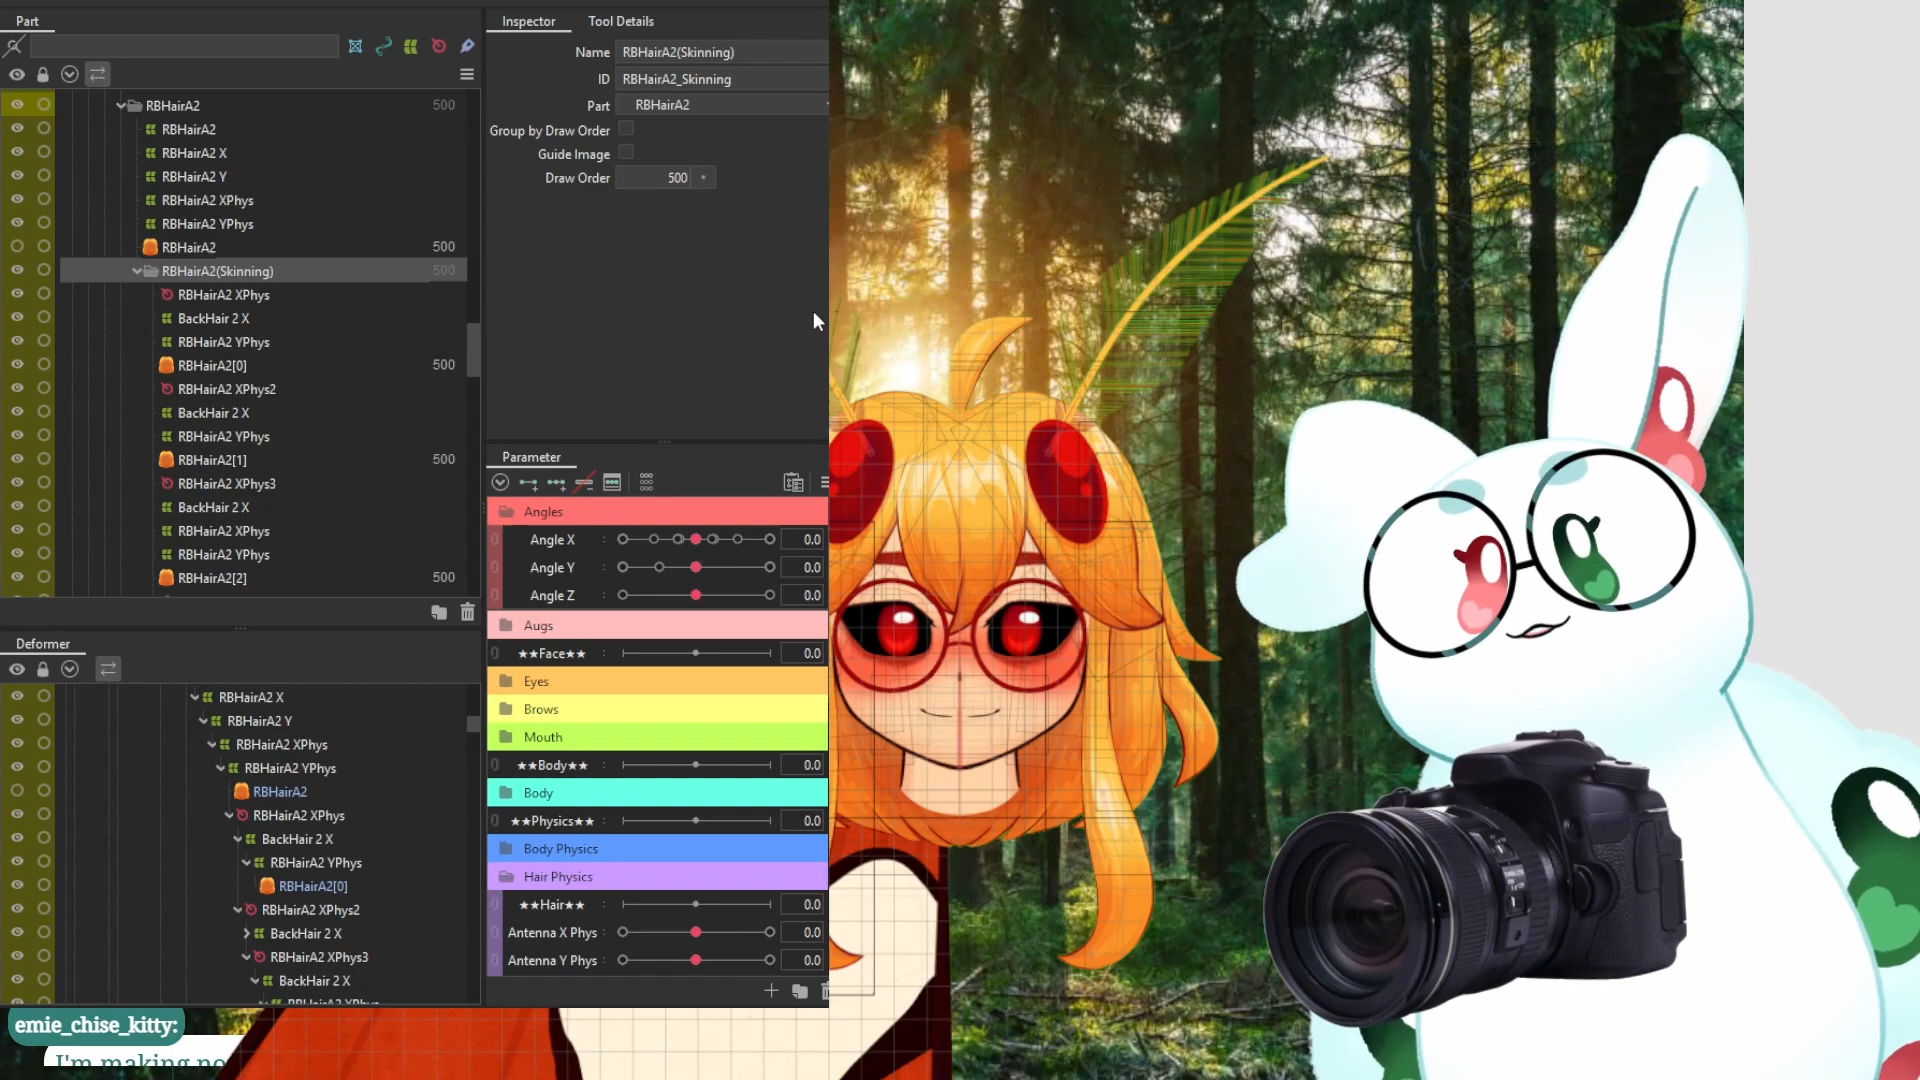 Part
RBHairA2 500
RBHairA2
RBHairA2 X
RBHairA2 Y
RBHairA2 XPhys
RBHairA2 YPhys
RBHairA2 500
RBHairA2(Skinning) 500
RBHairA2 XPhys
BackHair 2 X
RBHairA2 YPhys
RBHairA2[0] 500
RBHairA2 XPhys2
BackHair 2 X
RBHairA2 YPhys
RBHairA2[1] 500
RBHairA2 XPhys3
BackHair 2 X
RBHairA2 XPhys
RBHairA2 YPhys
RBHairA2[2] 500
Deformer
RBHairA2 X
RBHairA2 Y
RBHairA2 XPhys
RBHairA2 YPhys
RBHairA2
RBHairA2 XPhys
BackHair 2 X
RBHairA2 YPhys
RBHairA2[0]
RBHairA2 XPhys2
BackHair 2 X
RBHairA2 XPhys3
BackHair 2 X
RBHairA2 XPhys
Inspector Tool Details
Name RBHairA2(Skinning)
ID RBHairA2_Skinning
Part RBHairA2
Group by Draw Order
Guide Image
Draw Order 500
Parameter
Angles
Angle X : 0.0
Angle Y : 0.0
Angle Z : 0.0
Augs
★★Face★★ : 0.0
Eyes
Brows
Mouth
★★Body★★ : 0.0
Body
★★Physics★★ : 0.0
Body Physics
Hair Physics
★★Hair★★ : 0.0
Antenna X Phys : 0.0
Antenna Y Phys : 0.0
emie_chise_kitty:
I'm making no